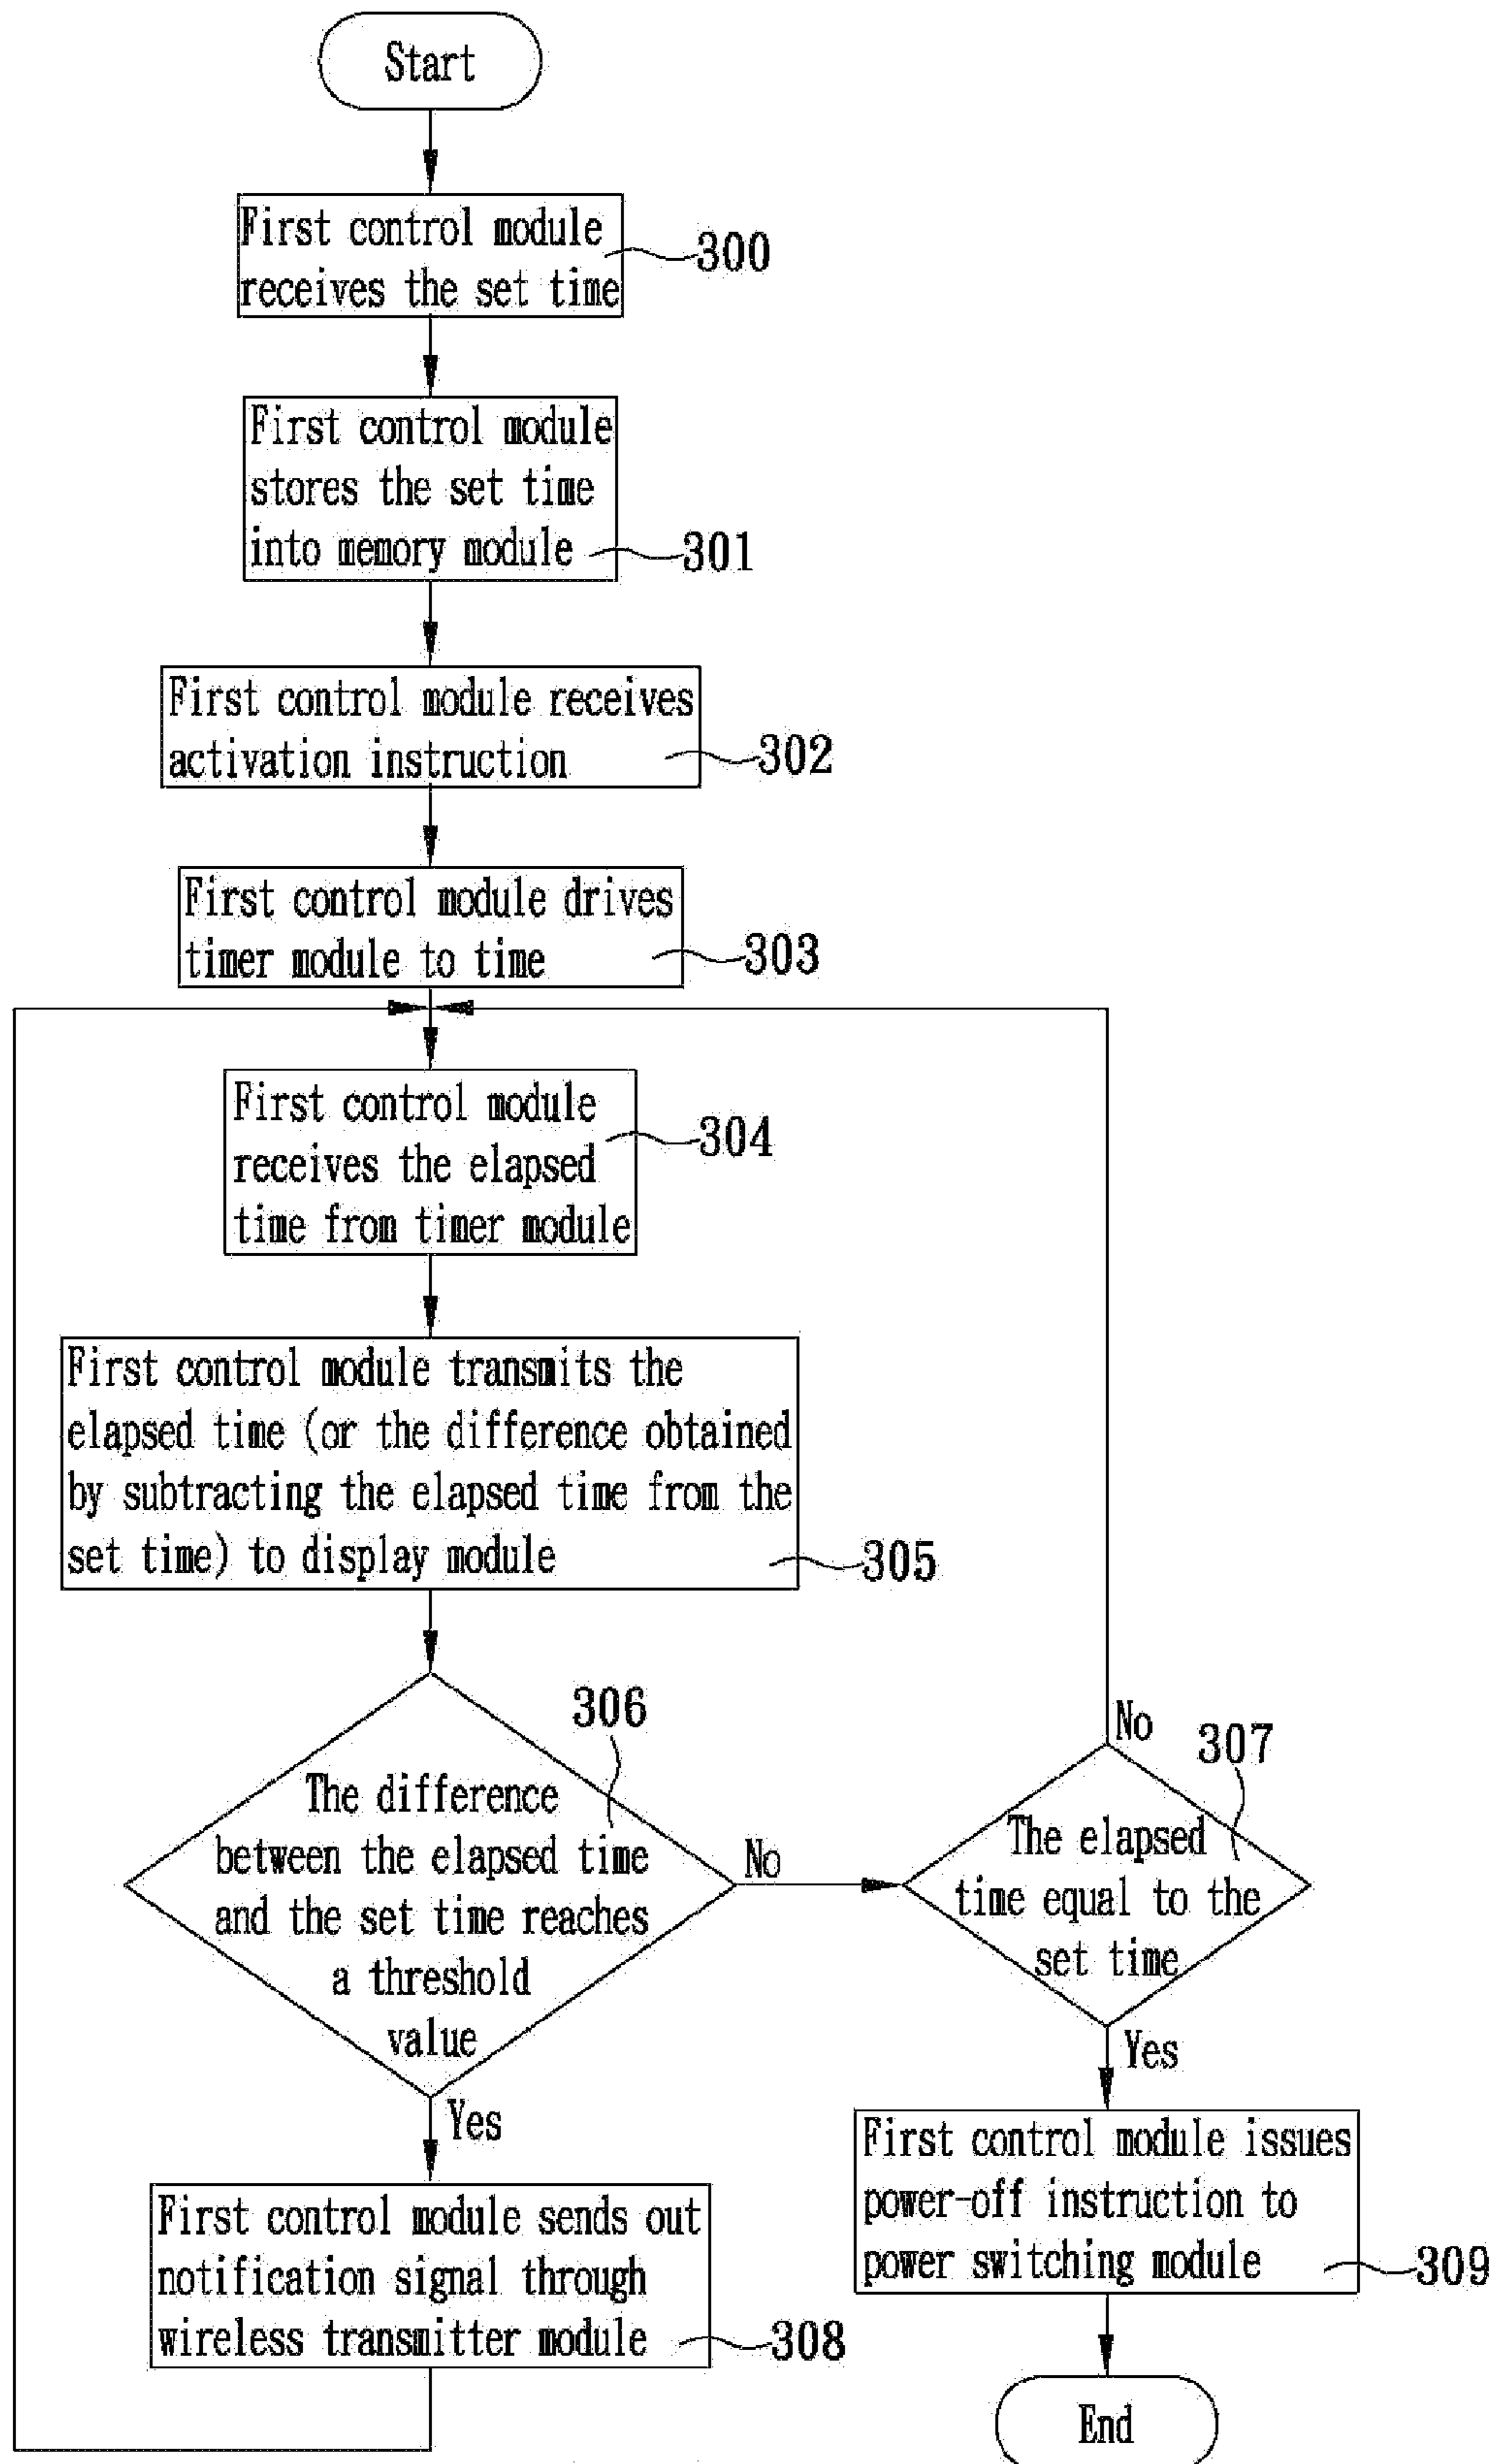 Start
First control module
receives the set time
300
First control module
stores the set time
into memory module
301
First control module receives
activation instruction
302
First control module drives
timer module to time
303
First control module
receives the elapsed
time from timer module
304
First control module transmits the
elapsed time (or the difference obtained
by subtracting the elapsed time from the
set time) to display module
305
306
The difference
between the elapsed time
and the set time reaches
a threshold
value
No
Yes
No
307
The elapsed
time equal to the
set time
Yes
First control module sends out
notification signal through
wireless transmitter module
308
First control module issues
power-off instruction to
power switching module
309
End